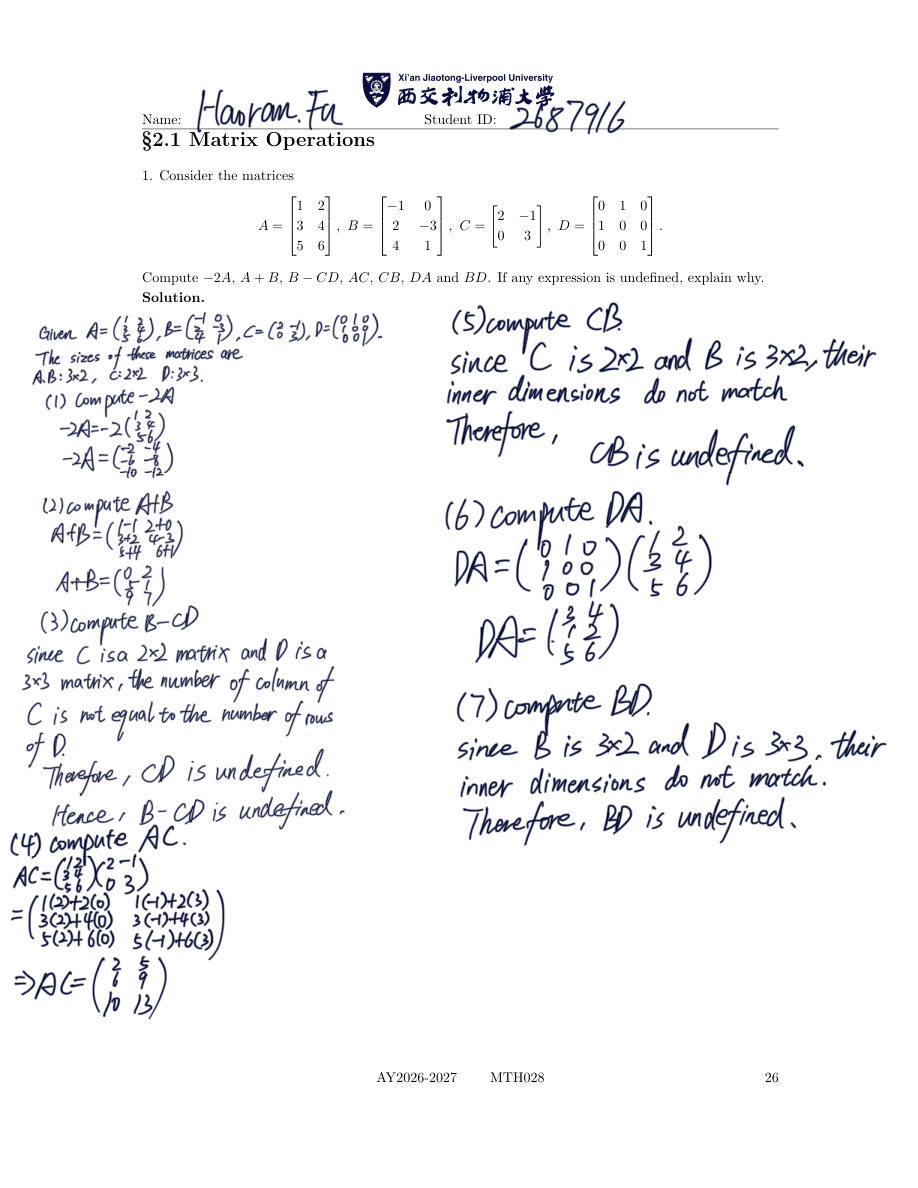 Xi'an Jiaotong-Liverpool University
西交利物浦大学
Name: Haoran.Fu Student ID: 2687916
§2.1 Matrix Operations
1. Consider the matrices
A = [1 2; 3 4; 5 6], B = [−1 0; 2 −3; 4 1], C = [2 −1; 0 3], D = [0 1 0; 1 0 0; 0 0 1].
Compute −2A, A + B, B − CD, AC, CB, DA and BD. If any expression is undefined, explain why.
Solution.
Given A=(1 2; 3 4; 5 6), B=(-1 0; 2 -3; 4 1), C=(2 -1; 0 3), D=(0 1 0; 1 0 0; 0 0 1).
The sizes of these matrices are
A.B: 3×2, C: 2×2 D: 3×3.
(1) compute -2A
-2A=-2(1 2; 3 4; 5 6)
-2A=(-2 -4; -6 -8; -10 -12)
(2) compute A+B
A+B=(1-1 2+0; 3+2 4-3; 5+4 6+1)
A+B=(0 2; 5 1; 9 7)
(3) compute B-CD
since C is a 2×2 matrix and D is a
3×3 matrix, the number of column of
C is not equal to the number of rows
of D.
Therefore, CD is undefined.
Hence, B-CD is undefined.
(4) compute AC.
AC=(1 2; 3 4; 5 6)(2 -1; 0 3)
=(1(2)+2(0) 1(-1)+2(3); 3(2)+4(0) 3(-1)+4(3); 5(2)+6(0) 5(-1)+6(3))
⇒AC=(2 5; 6 9; 10 13)
(5) compute CB.
since C is 2×2 and B is 3×2, their
inner dimensions do not match
Therefore,
CB is undefined.
(6) compute DA.
DA=(0 1 0; 1 0 0; 0 0 1)(1 2; 3 4; 5 6)
DA=(3 4; 1 2; 5 6)
(7) compute BD.
since B is 3×2 and D is 3×3, their
inner dimensions do not match.
Therefore, BD is undefined.
AY2026-2027 MTH028 26